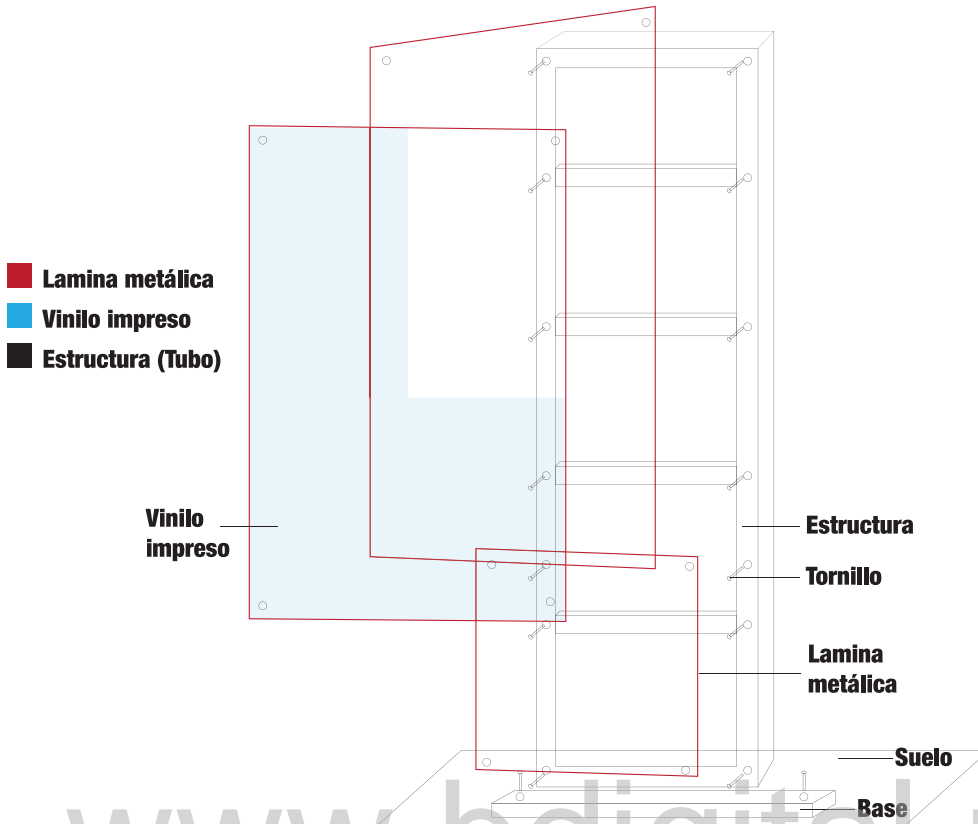 Lamina metálica
Vinilo impreso
Estructura (Tubo)
Vinilo
impreso
Estructura
Tornillo
Lamina
metálica
Suelo
Base